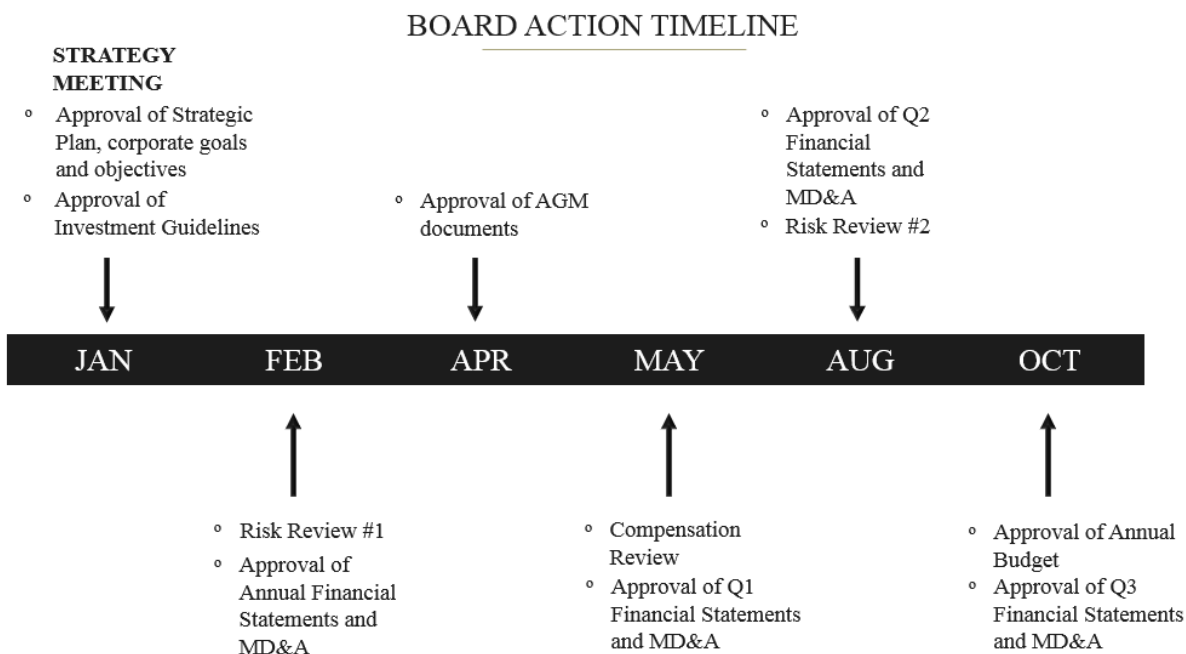 BOARD ACTION TIMELINE
STRATEGY
MEETING
º Approval of Strategic
Plan, corporate goals
and objectives
º Approval of
Investment Guidelines
º Approval of AGM
documents
º Approval of Q2
Financial
Statements and
MD&A
º Risk Review #2
JAN FEB APR MAY AUG OCT
º Risk Review #1
º Approval of
Annual Financial
Statements and
MD&A
º Compensation
Review
º Approval of Q1
Financial Statements
and MD&A
º Approval of Annual
Budget
º Approval of Q3
Financial Statements
and MD&A